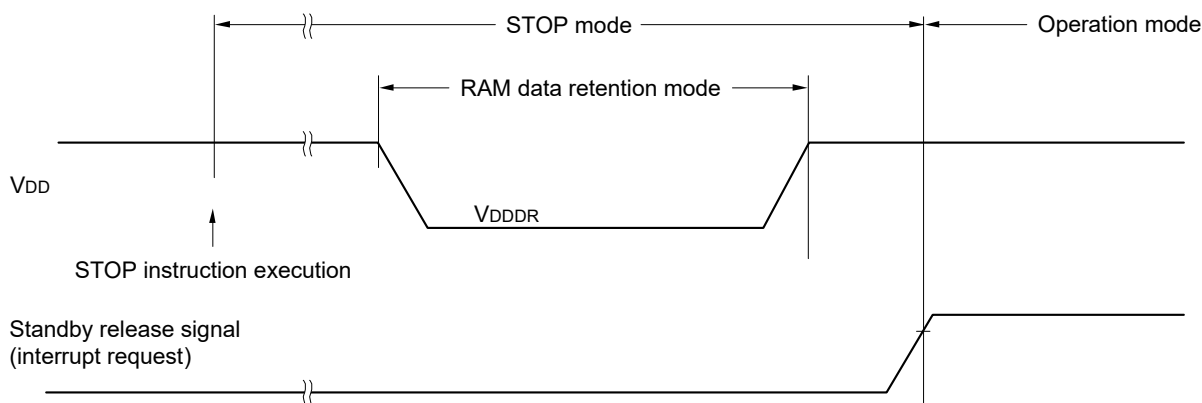 STOP mode
Operation mode
RAM data retention mode
VDD
VDDDR
STOP instruction execution
Standby release signal
(interrupt request)